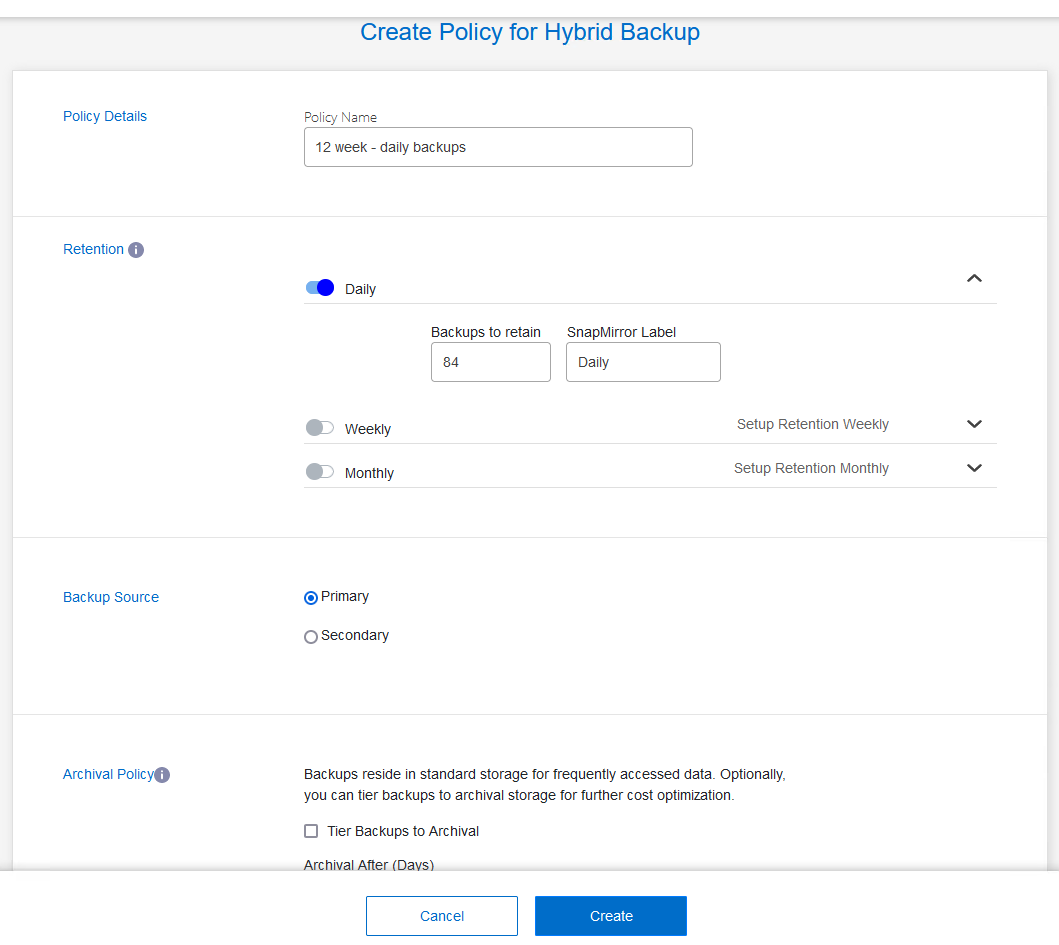 Create Policy for Hybrid Backup
Policy Details
Policy Name
12 week - daily backups
Retention
Daily
Backups to retain
SnapMirror Label
84
Daily
Weekly
Setup Retention Weekly
Monthly
Setup Retention Monthly
Backup Source
Primary
Secondary
Archival Policy
Backups reside in standard storage for frequently accessed data. Optionally,
you can tier backups to archival storage for further cost optimization.
Tier Backups to Archival
Archival After (Days)
Cancel
Create